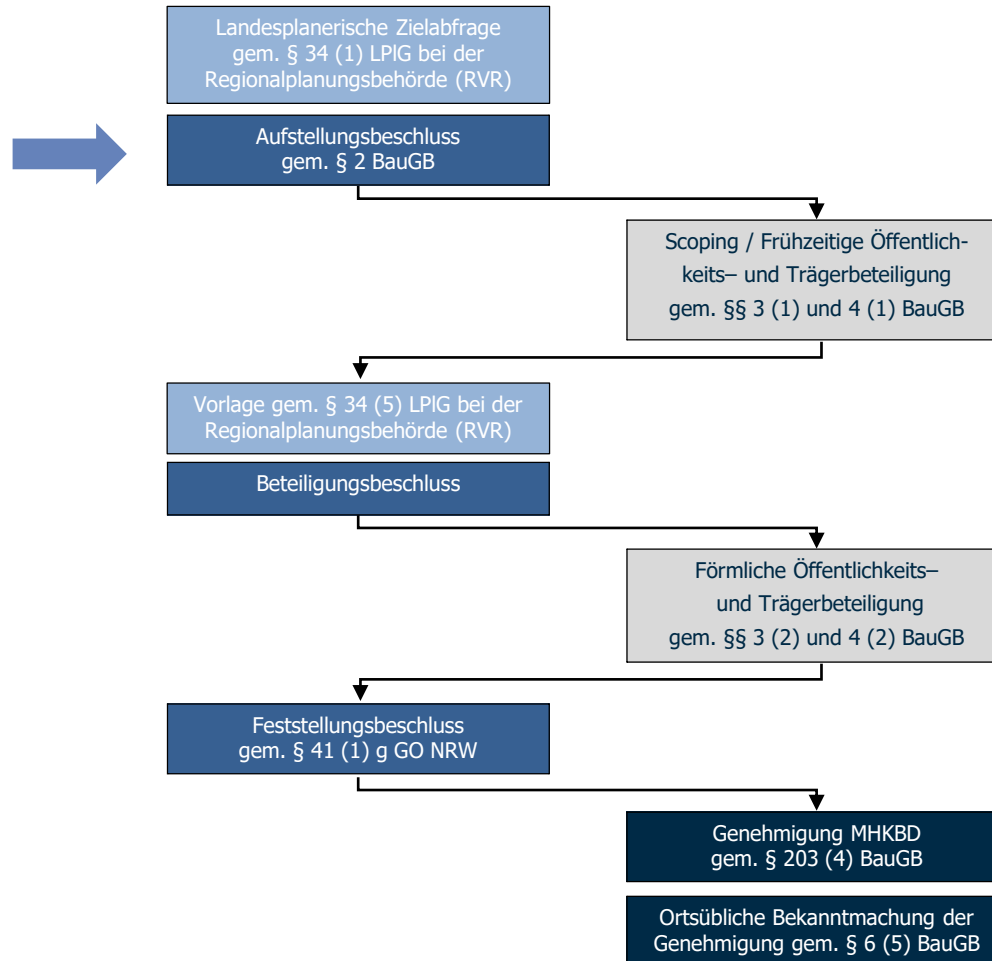 Landesplanerische Zielabfrage
gem. § 34 (1) LPlG bei der
Regionalplanungsbehörde (RVR)
Aufstellungsbeschluss
gem. § 2 BauGB
Scoping / Frühzeitige Öffentlich-
keits– und Trägerbeteiligung
gem. §§ 3 (1) und 4 (1) BauGB
Vorlage gem. § 34 (5) LPlG bei der
Regionalplanungsbehörde (RVR)
Beteiligungsbeschluss
Förmliche Öffentlichkeits–
und Trägerbeteiligung
gem. §§ 3 (2) und 4 (2) BauGB
Feststellungsbeschluss
gem. § 41 (1) g GO NRW
Genehmigung MHKBD
gem. § 203 (4) BauGB
Ortsübliche Bekanntmachung der
Genehmigung gem. § 6 (5) BauGB